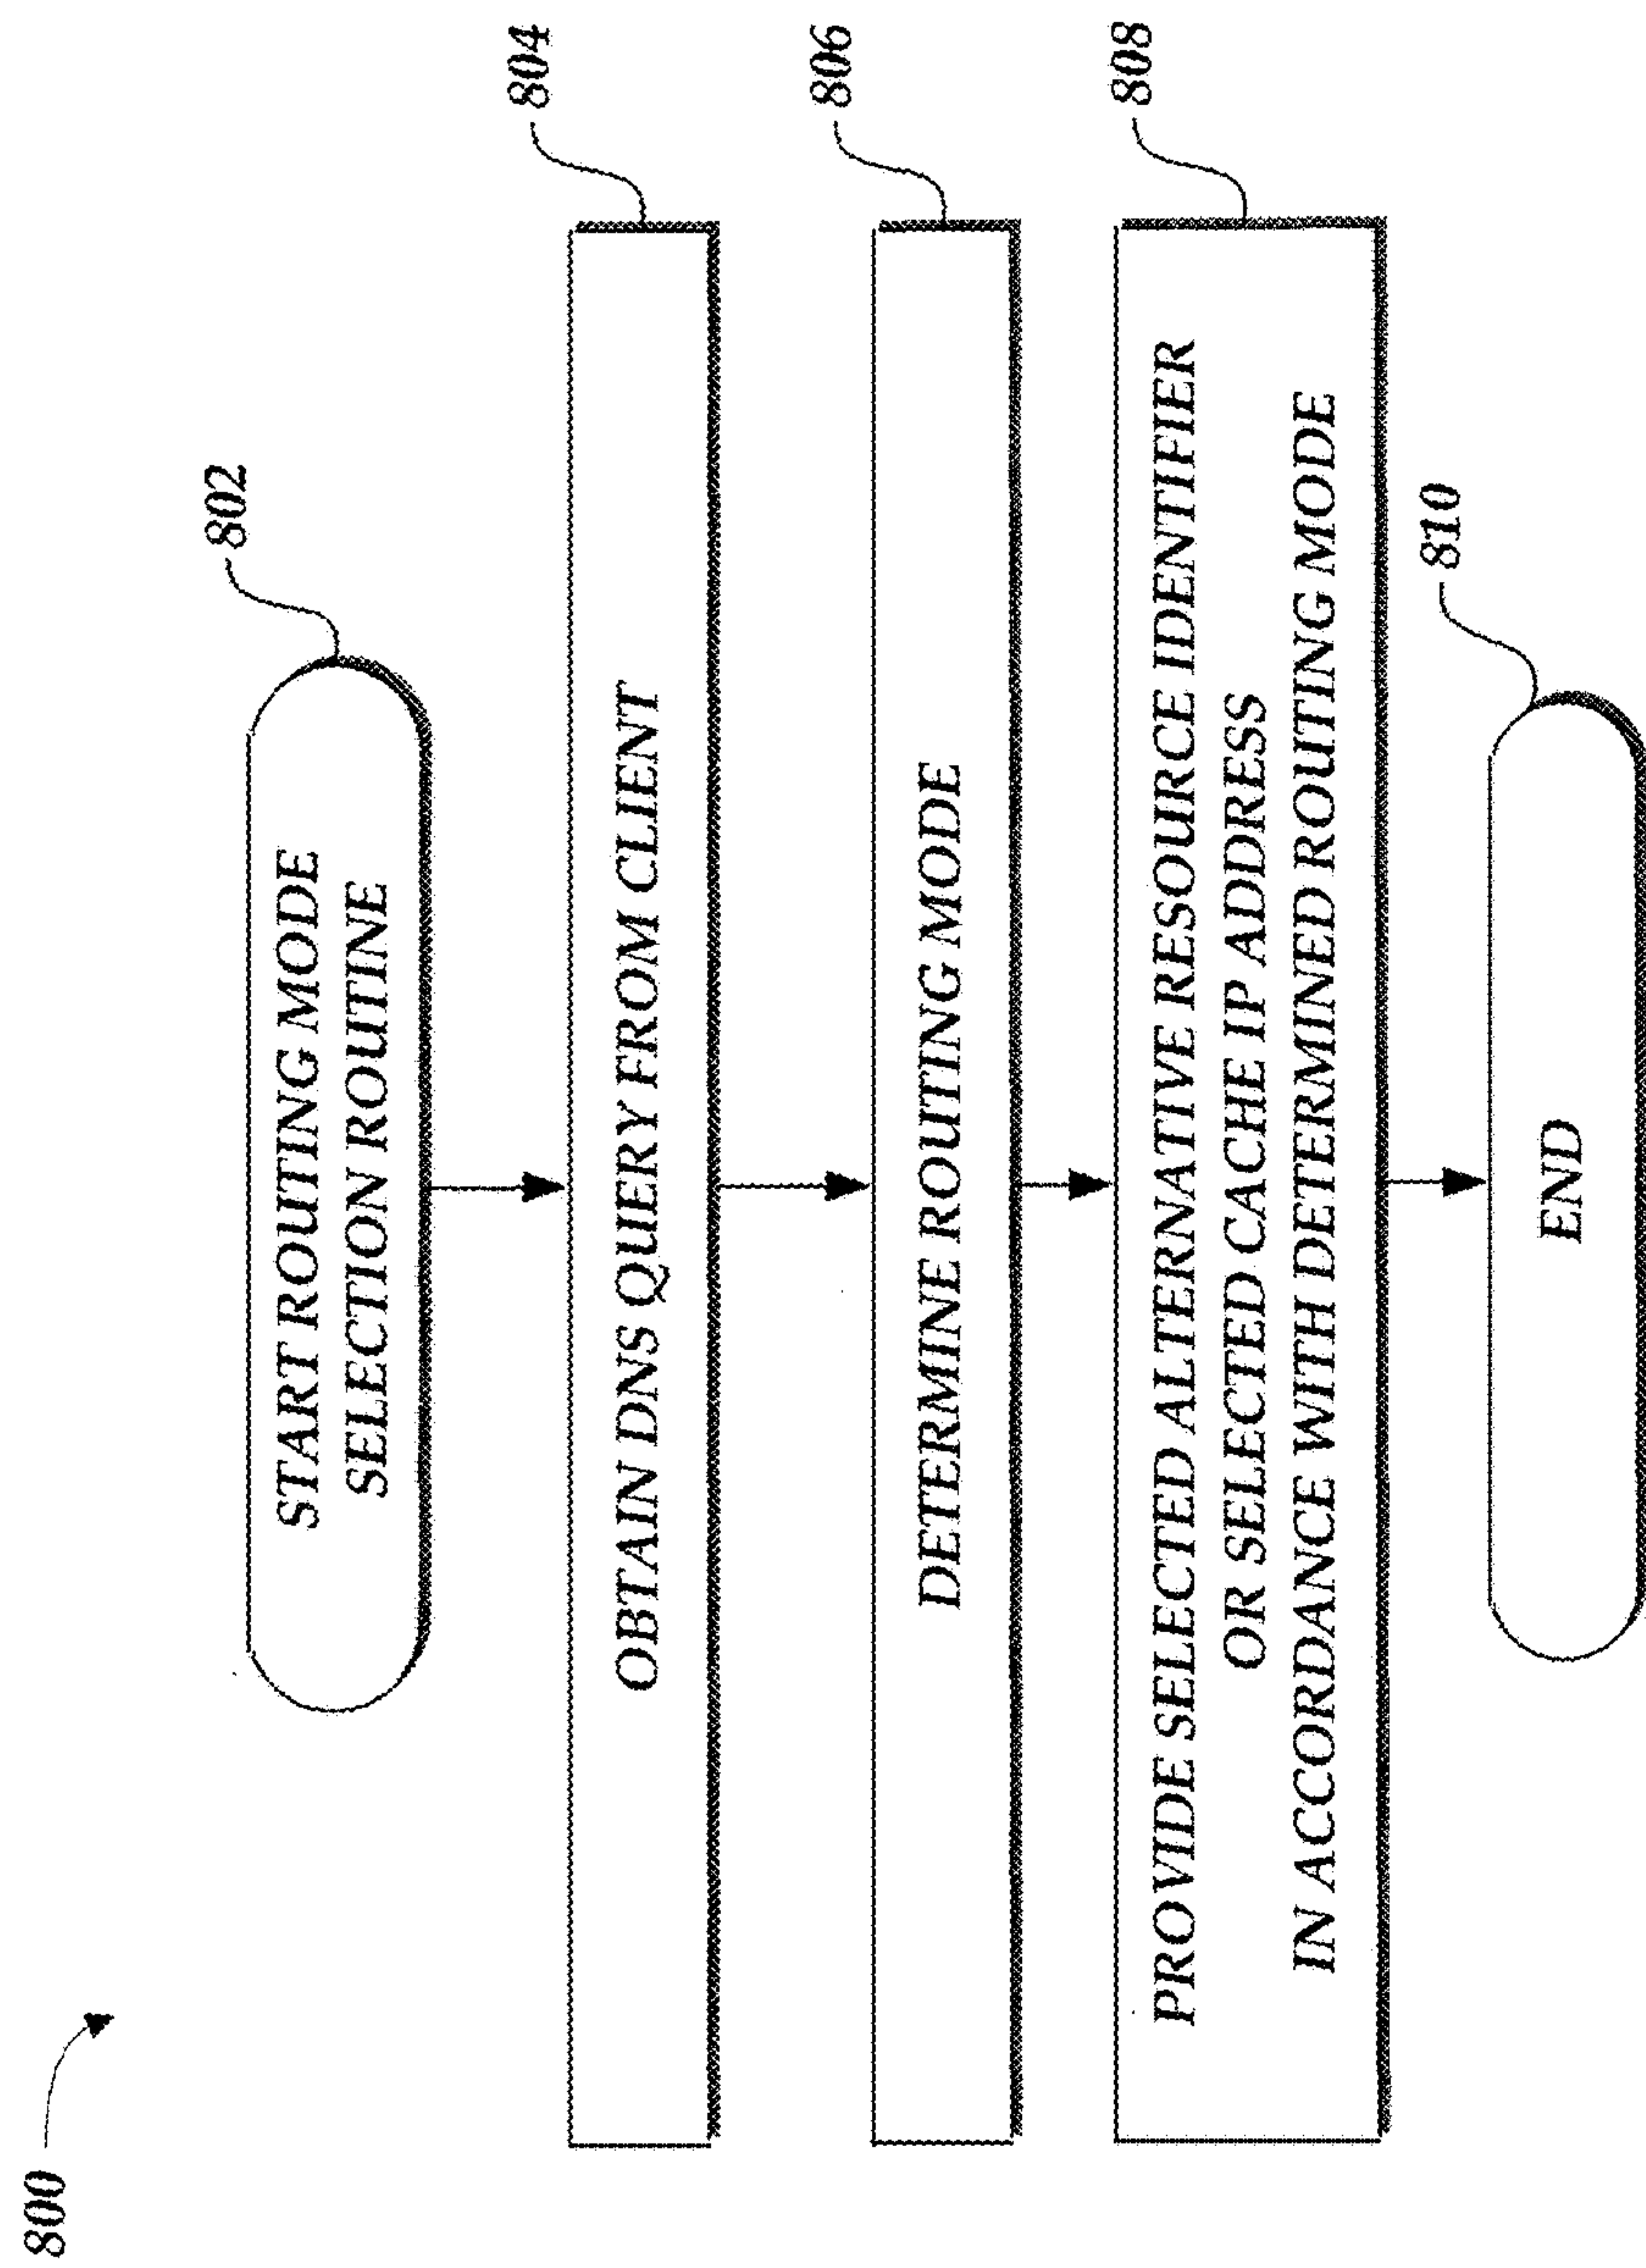 800
802
START ROUTING MODE
SELECTION ROUTINE
804
OBTAIN DNS QUERY FROM CLIENT
806
DETERMINE ROUTING MODE
808
PROVIDE SELECTED ALTERNATIVE RESOURCE IDENTIFIER
OR SELECTED CACHE IP ADDRESS
IN ACCORDANCE WITH DETERMINED ROUTING MODE
810
END